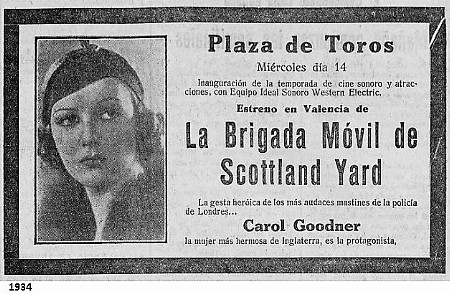 Plaza de Toros
Miércoles día 14
Inauguración de la temporada de cine sonoro y atrac-
ciones, con Equipo Ideal Sonoro Western Electric.
Estreno en Valencia de
La Brigada Móvil de
Scottland Yard
La gesta heróica de los más audaces mastines de la policía
de Londres...
Carol Goodner
la mujer más hermosa de Inglaterra, es la protagonista,
1934